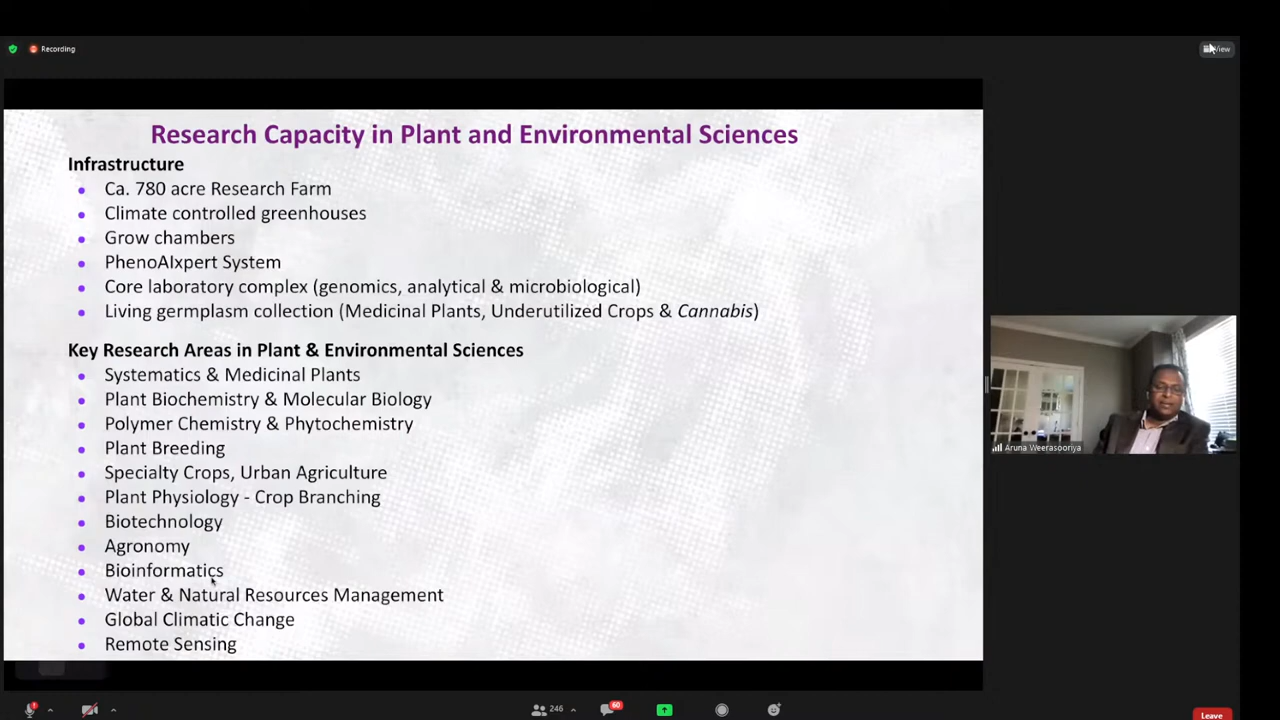 Recording
View
Research Capacity in Plant and Environmental Sciences
Infrastructure
Ca. 780 acre Research Farm
Climate controlled greenhouses
Grow chambers
PhenoAIxpert System
Core laboratory complex (genomics, analytical & microbiological)
Living germplasm collection (Medicinal Plants, Underutilized Crops & Cannabis)
Key Research Areas in Plant & Environmental Sciences
Systematics & Medicinal Plants
Plant Biochemistry & Molecular Biology
Polymer Chemistry & Phytochemistry
Plant Breeding
Specialty Crops, Urban Agriculture
Plant Physiology - Crop Branching
Biotechnology
Agronomy
Bioinformatics
Water & Natural Resources Management
Global Climatic Change
Remote Sensing
Aruna Weerasooriya
246
60
Leave